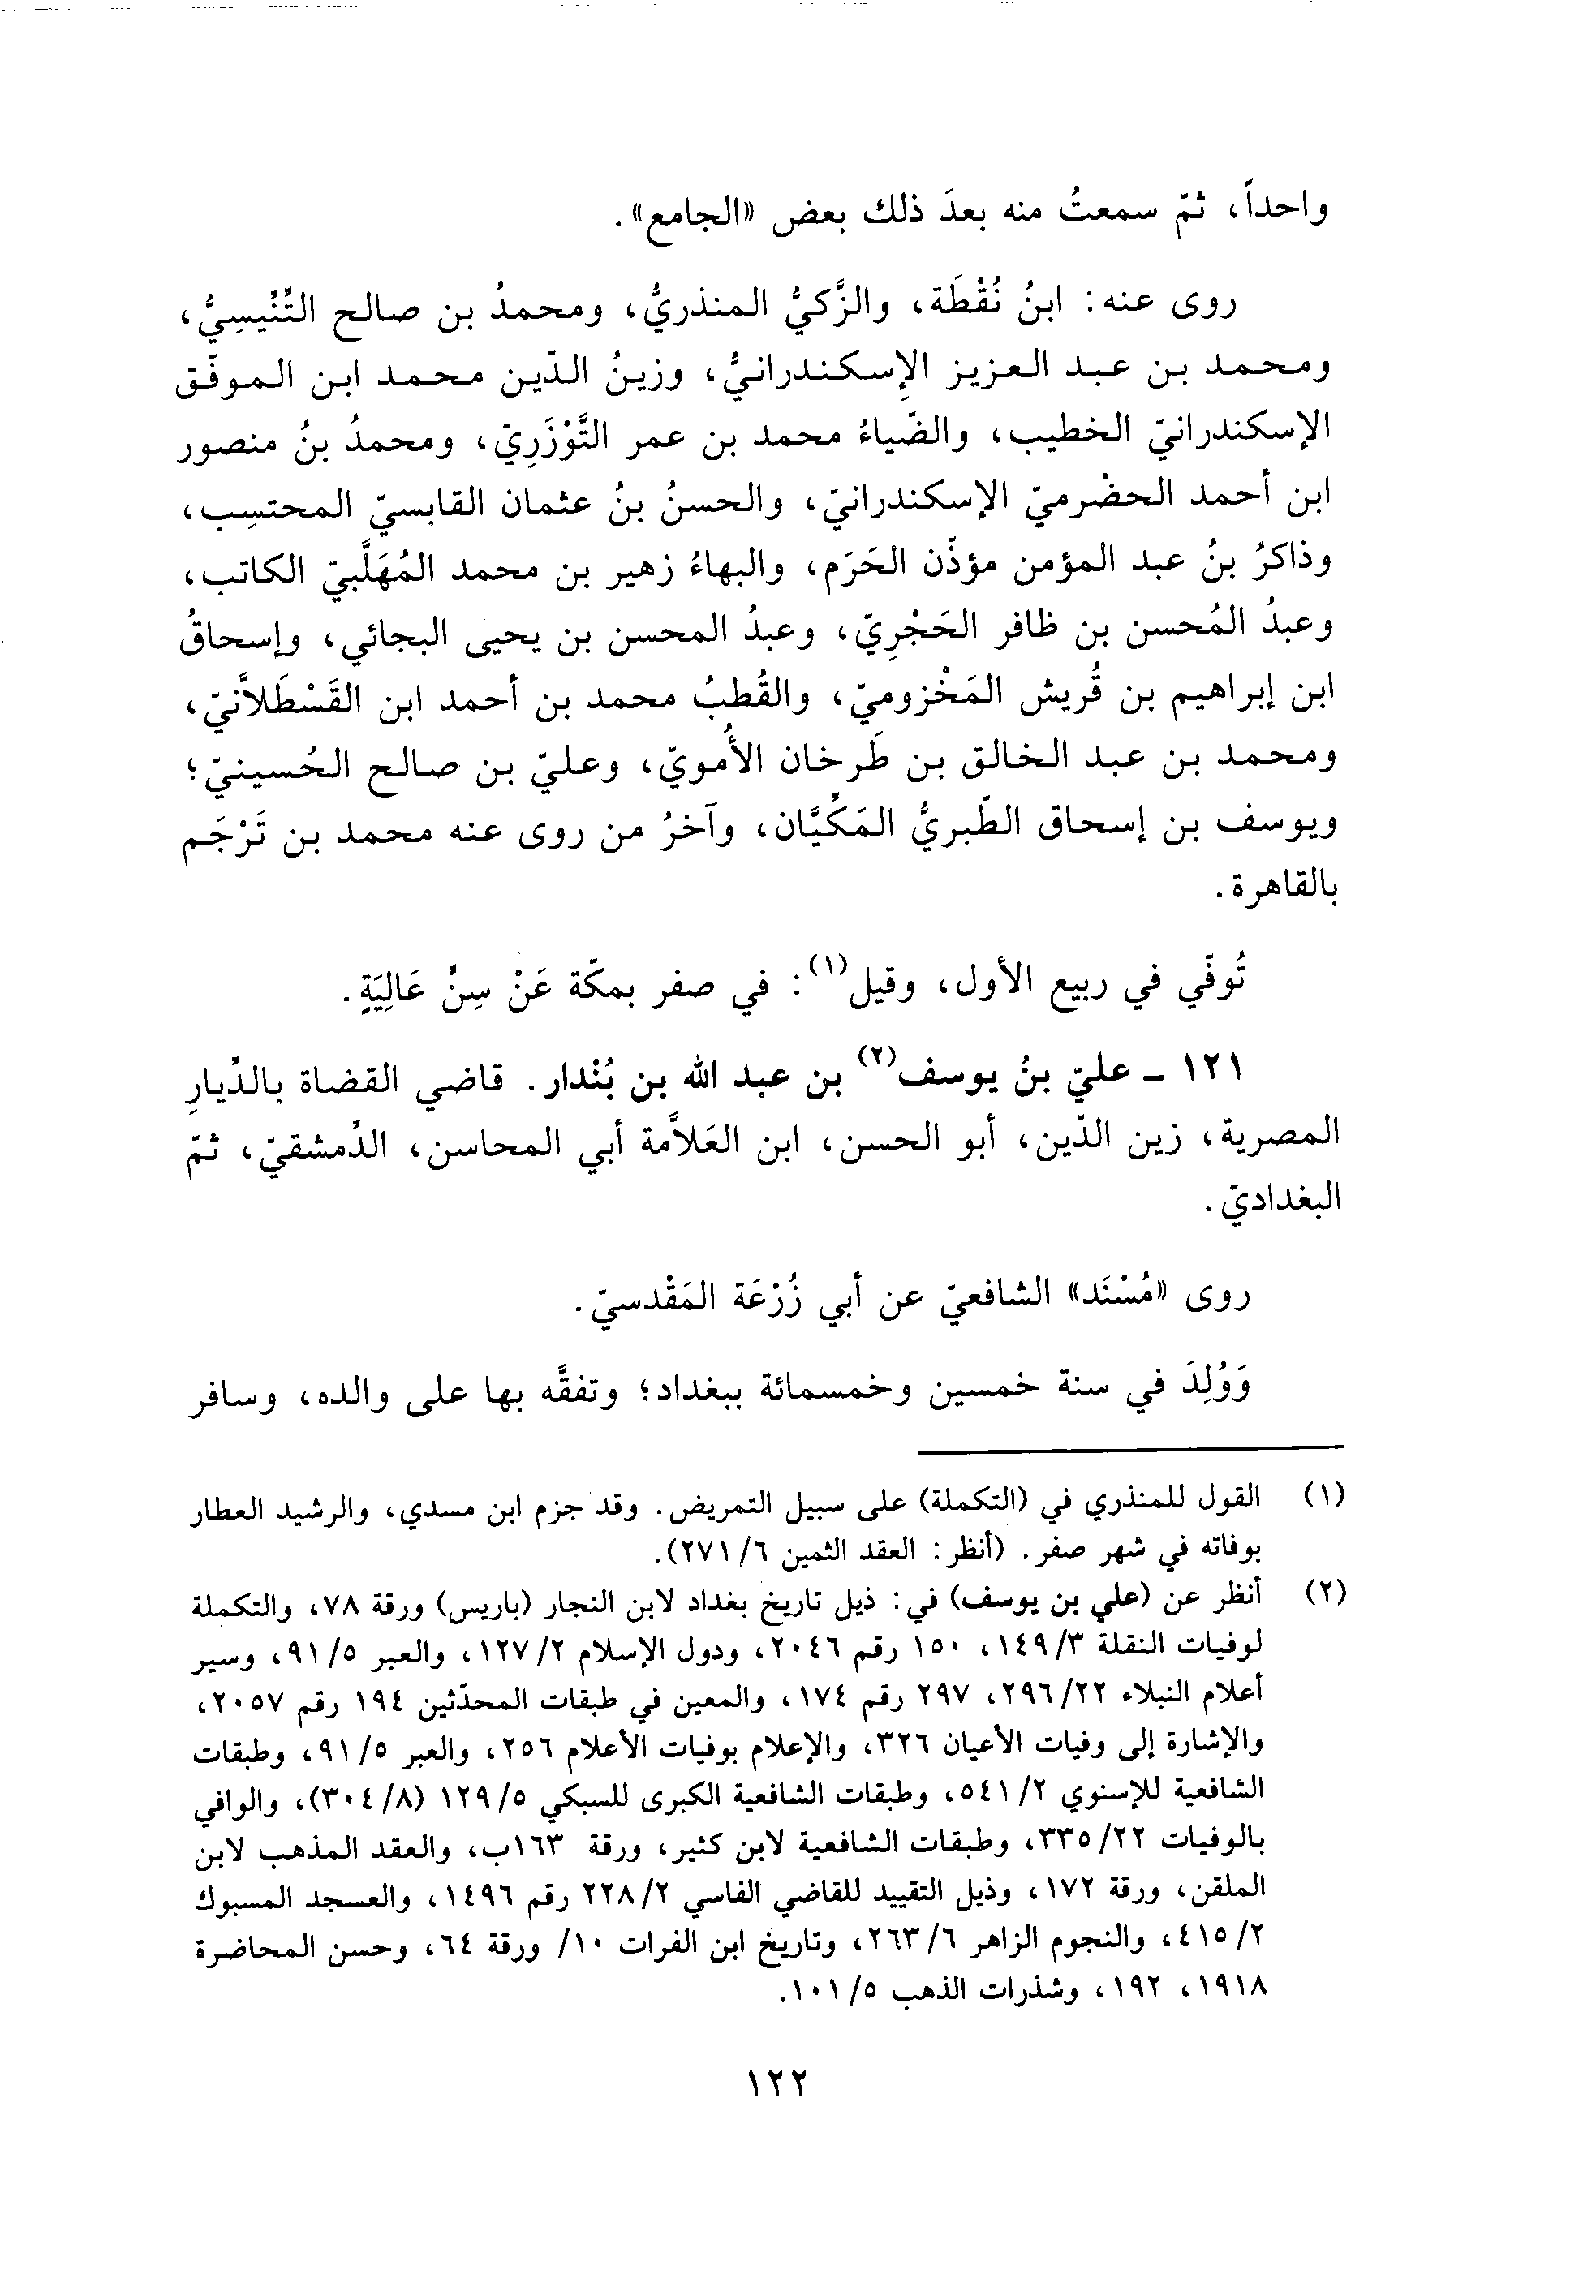 واحداً، ثمّ سمعتُ منه بعدَ ذلك بعض «الجامع».
روى عنه: ابنُ نُقْطَة، والزَّكيُّ المنذريُّ، ومحمدُ بن صالح التِّنِّيسِيُّ،
ومحمد بن عبد العزيز الإِسكندرانيُّ، وزينُ الدّين محمد ابن الموفّق
الإسكندرانيّ الخطيب، والضّياءُ محمد بن عمر التَّوْزَرِيّ، ومحمدُ بنُ منصور
ابن أحمد الحضْرميّ الإسكندرانيّ، والحسنُ بنُ عثمان القابسيّ المحتسِب،
وذاكرُ بنُ عبد المؤمن مؤذّن الحَرَم، والبهاءُ زهير بن محمد المُهَلَّبيّ الكاتب،
وعبدُ المُحسن بن ظافر الحَجْرِيّ، وعبدُ المحسن بن يحيى البجائي، وإسحاقُ
ابن إبراهيم بن قُريش المَخْزوميّ، والقُطبُ محمد بن أحمد ابن القَسْطَلاَّنيّ،
ومحمد بن عبد الخالق بن طَرخان الأُمويّ، وعليّ بن صالح الحُسينيّ؛
ويوسف بن إسحاق الطّبريُّ المَكِّيَّان، وآخرُ من روى عنه محمد بن تَرْجَم
بالقاهرة.
تُوفّي في ربيع الأول، وقيل(١): في صفر بمكّة عَنْ سِنٍّ عَالِيَةٍ.
١٢١ - عليّ بنُ يوسف(٢) بن عبد الله بن بُنْدار. قاضي القضاة بالدِّيارِ
المصرية، زين الدّين، أبو الحسن، ابن العَلاَّمة أبي المحاسن، الدِّمشقيّ، ثمّ
البغداديّ.
روى «مُسْنَد» الشافعيّ عن أبي زُرْعَة المَقْدسيّ.
وَوُلِدَ في سنة خمسين وخمسمائة ببغداد؛ وتفقَّه بها على والده، وسافر
(١) القول للمنذري في (التكملة) على سبيل التمريض. وقد جزم ابن مسدي، والرشيد العطار
بوفاته في شهر صفر. (أنظر: العقد الثمين ٦/ ٢٧١).
(٢) أنظر عن (علي بن يوسف) في: ذيل تاريخ بغداد لابن النجار (باريس) ورقة ٧٨، والتكملة
لوفيات النقلة ٣/ ١٤٩، ١٥٠ رقم ٢٠٤٦، ودول الإسلام ٢/ ١٢٧، والعبر ٥/ ٩١، وسير
أعلام النبلاء ٢٢/ ٢٩٦، ٢٩٧ رقم ١٧٤، والمعين في طبقات المحدّثين ١٩٤ رقم ٢٠٥٧،
والإشارة إلى وفيات الأعيان ٣٢٦، والإعلام بوفيات الأعلام ٢٥٦، والعبر ٥/ ٩١، وطبقات
الشافعية للإسنوي ٢/ ٥٤١، وطبقات الشافعية الكبرى للسبكي ٥/ ١٢٩ (٨/ ٣٠٤)، والوافي
بالوفيات ٢٢/ ٣٣٥، وطبقات الشافعية لابن كثير، ورقة ١٦٣ب، والعقد المذهب لابن
الملقن، ورقة ١٧٢، وذيل التقييد للقاضي الفاسي ٢/ ٢٢٨ رقم ١٤٩٦، والعسجد المسبوك
٢/ ٤١٥، والنجوم الزاهر ٦/ ٢٦٣، وتاريخ ابن الفرات ١٠/ ورقة ٦٤، وحسن المحاضرة
١٩١٨، ١٩٢، وشذرات الذهب ٥/ ١٠١.
١٢٢